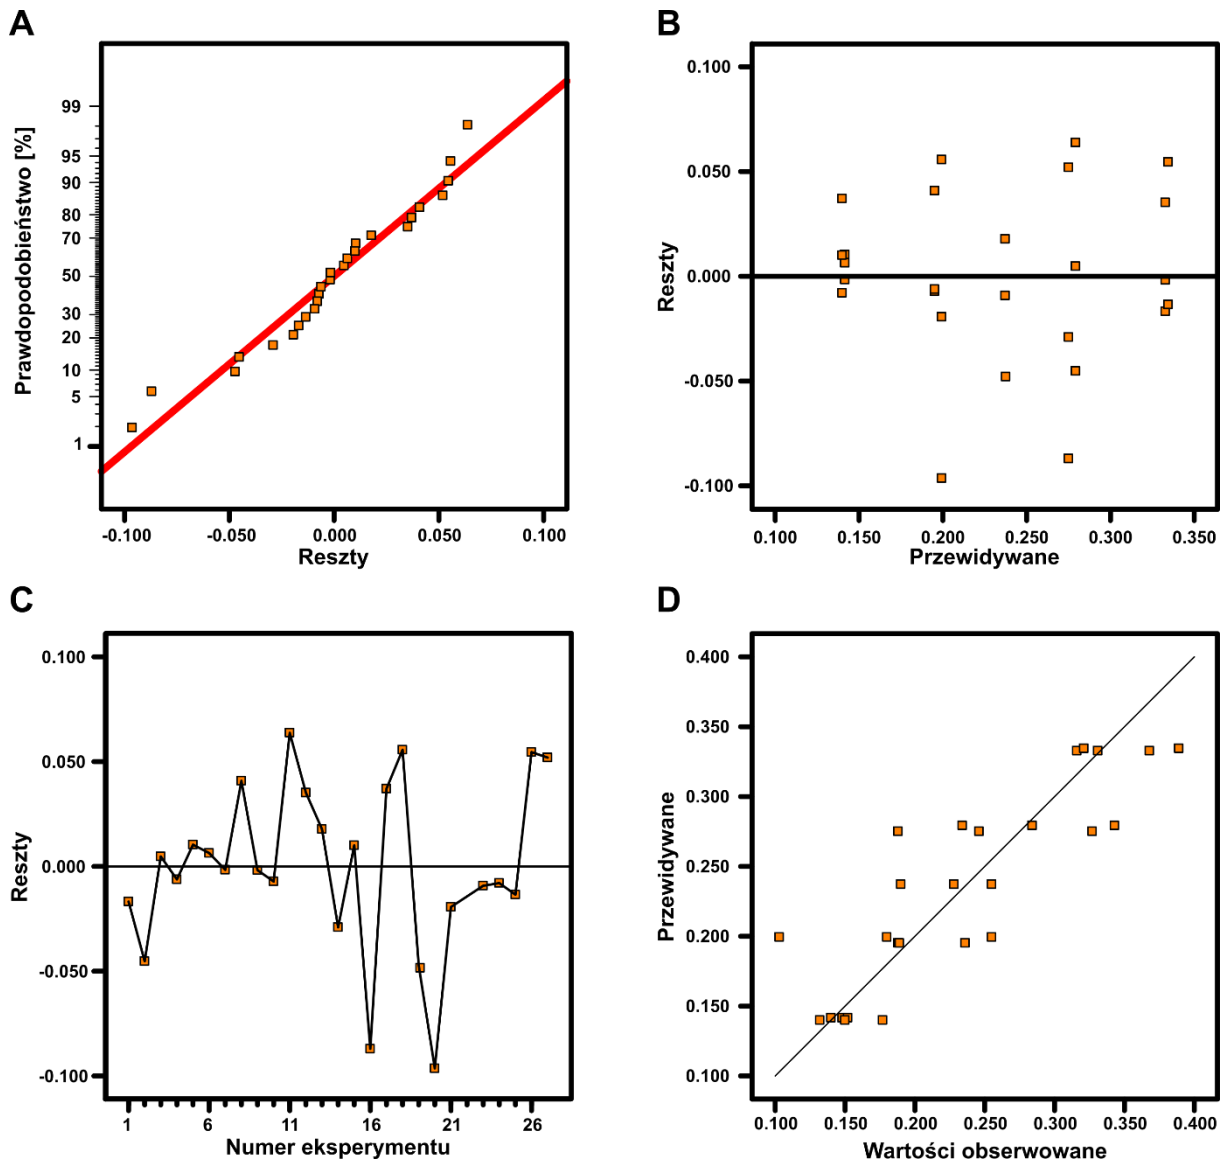 A
Prawdopodobieństwo [%]
99
95
90
80
70
50
30
20
10
5
1
-0.100 -0.050 0.000 0.050 0.100
Reszty
B
Reszty
0.100
0.050
0.000
-0.050
-0.100
0.100 0.150 0.200 0.250 0.300 0.350
Przewidywane
C
Reszty
0.100
0.050
0.000
-0.050
-0.100
1 6 11 16 21 26
Numer eksperymentu
D
Przewidywane
0.400
0.350
0.300
0.250
0.200
0.150
0.100
0.100 0.150 0.200 0.250 0.300 0.350 0.400
Wartości obserwowane